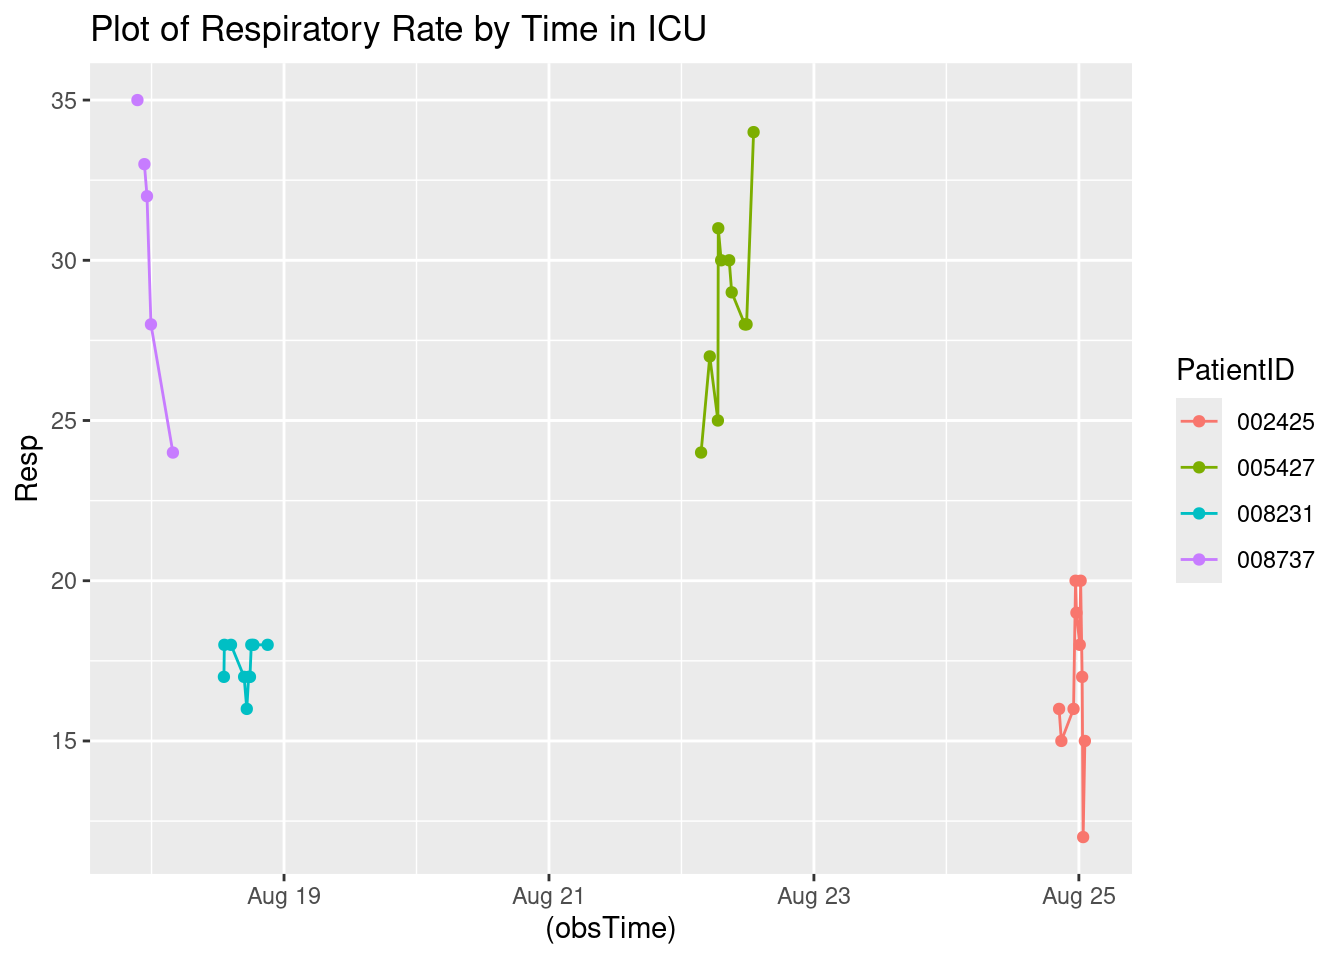 Plot of Respiratory Rate by Time in ICU
35
30
25
20
15
Resp
Aug 19
Aug 21
Aug 23
Aug 25
(obsTime)
PatientID
002425
005427
008231
008737